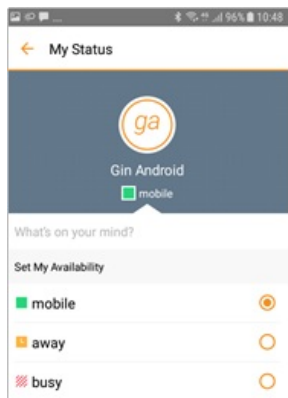 96% 10:48
My Status
ga
Gin Android
mobile
What's on your mind?
Set My Availability
mobile
away
busy